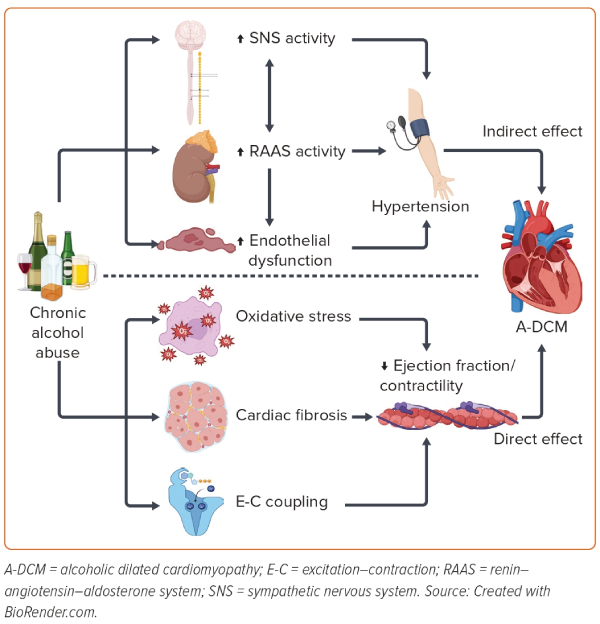 SNS activity
RAAS activity
Endothelial
dysfunction
Hypertension
Indirect effect
Chronic
alcohol
abuse
A-DCM
Oxidative stress
Ejection fraction/
contractility
Cardiac fibrosis
Direct effect
E-C coupling
A-DCM = alcoholic dilated cardiomyopathy; E-C = excitation–contraction; RAAS = renin–
angiotensin–aldosterone system; SNS = sympathetic nervous system. Source: Created with
BioRender.com.